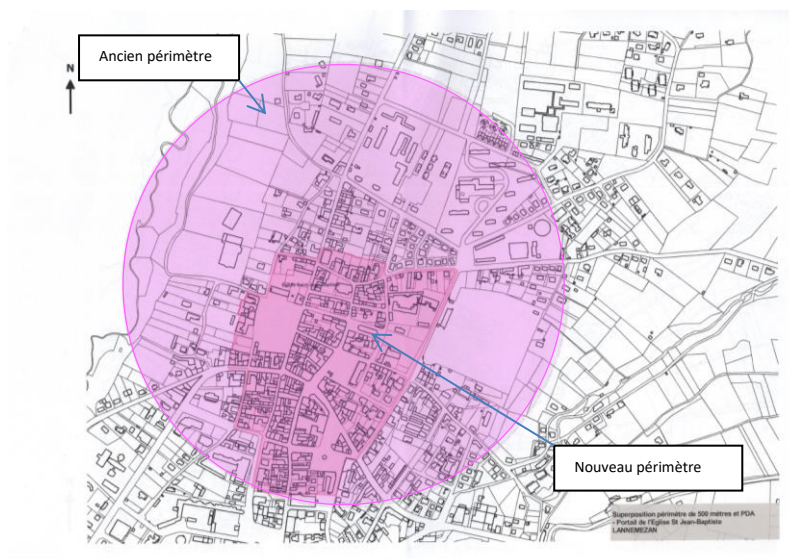 Ancien périmètre
N
Nouveau périmètre
Superposition périmètre de 500 mètres et PDA
- Portail de l'Eglise St Jean-Baptiste
LANNEMEZAN